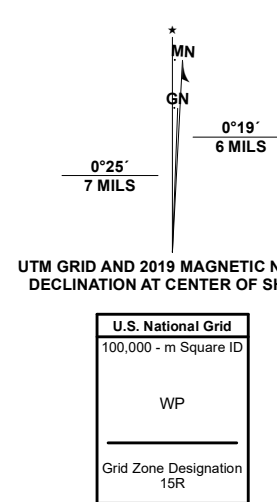 ★
MN
GN
0°19´
6 MILS
0°25´
7 MILS
UTM GRID AND 2019 MAGNETIC N
DECLINATION AT CENTER OF SH
U.S. National Grid
100,000 - m Square ID
WP
Grid Zone Designation
15R